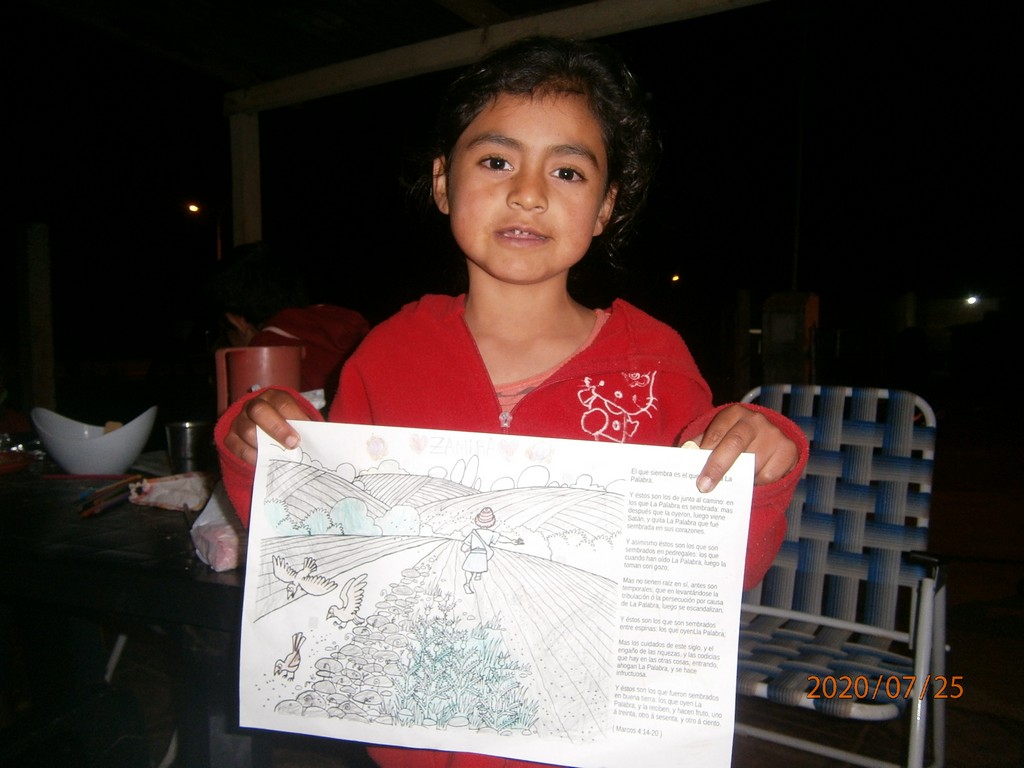 ZAMIRA
El que siembra es el que
Palabra.
Y éstos son los de junto al camino: en
los que La Palabra es sembrada: mas
después que la oyeron, luego viene
Satán, y quita La Palabra que fué
sembrada en sus corazones.
Y asimismo éstos son los que son
sembrados en pedregales: los que
cuando han oído La Palabra, luego la
toman con gozo;
Mas no tienen raíz en sí, antes son
temporales, que en levantándose la
tribulación ó la persecución por causa
de La Palabra, luego se escandalizan.
Y éstos son los que son sembrados
entre espinas: los que oyenLa Palabra;
Mas los cuidados de este siglo, y el
engaño de las riquezas, y las codicias
que hay en las otras cosas, entrando,
ahogan La Palabra, y se hace
infructuosa.
Y éstos son los que fueron sembrados
en buena tierra: los que oyen La
Palabra, y la reciben, y hacen fruto, uno
á treinta, otro á sesenta, y otro á ciento.
( Marcos 4:14-20 )
2020/07/25